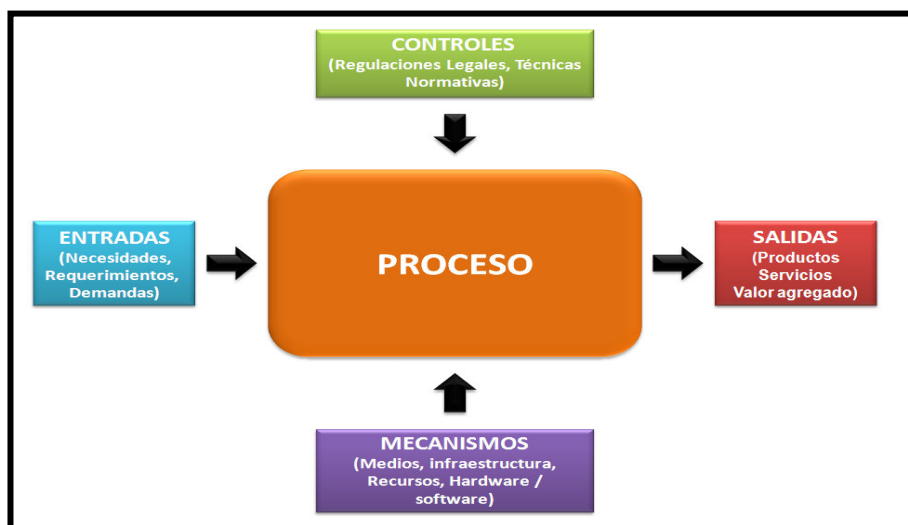 CONTROLES
(Regulaciones Legales, Técnicas
Normativas)
ENTRADAS
(Necesidades,
Requerimientos,
Demandas)
PROCESO
SALIDAS
(Productos
Servicios
Valor agregado)
MECANISMOS
(Medios, infraestructura,
Recursos, Hardware /
software)